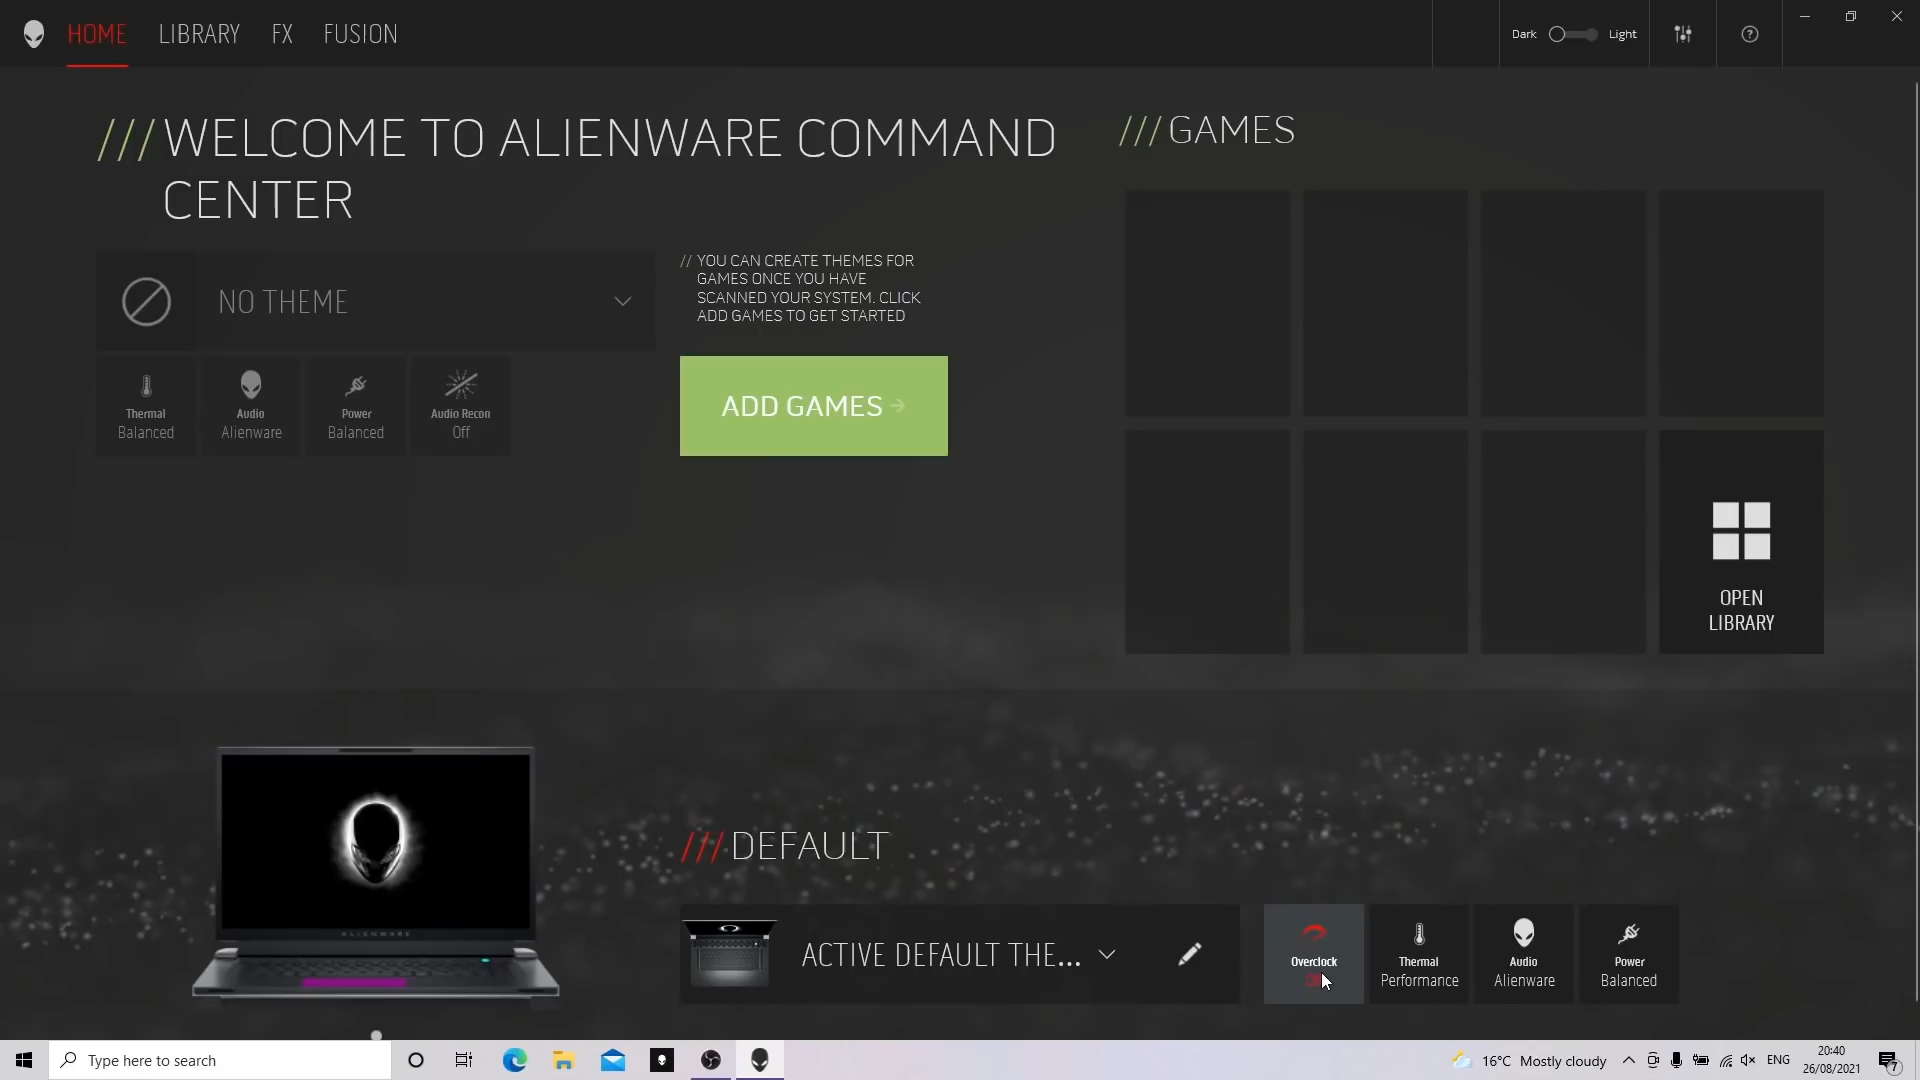 HOME LIBRARY FX FUSION
Dark Light
///WELCOME TO ALIENWARE COMMAND
CENTER
///GAMES
NO THEME
// YOU CAN CREATE THEMES FOR
GAMES ONCE YOU HAVE
SCANNED YOUR SYSTEM. CLICK
ADD GAMES TO GET STARTED
ADD GAMES
Thermal
Balanced
Audio
Alienware
Power
Balanced
Audio Recon
Off
OPEN
LIBRARY
ALIENWARE
///DEFAULT
ACTIVE DEFAULT THE...
Overclock
Thermal
Performance
Audio
Alienware
Power
Balanced
Type here to search
16°C Mostly cloudy
ENG
20:40
26/08/2021
7